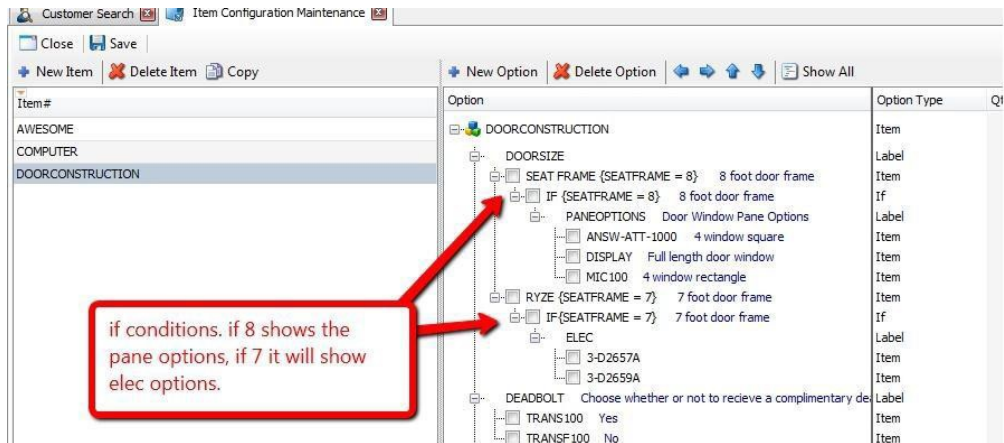 Customer Search Item Configuration Maintenance
Close Save
New Item Delete Item Copy
New Option Delete Option Show All
Item#
Option Option Type
AWESOME
COMPUTER
DOORCONSTRUCTION
DOORCONSTRUCTION Item
DOORSIZE Label
SEAT FRAME {SEATFRAME = 8} 8 foot door frame Item
IF {SEATFRAME = 8} 8 foot door frame If
PANEOPTIONS Door Window Pane Options Label
ANSW-ATT-1000 4 window square Item
DISPLAY Full length door window Item
MIC100 4 window rectangle Item
RYZE {SEATFRAME = 7} 7 foot door frame Item
IF{SEATFRAME = 7} 7 foot door frame If
ELEC Label
3-D2657A Item
3-D2659A Item
DEADBOLT Choose whether or not to recieve a complimentary Label
TRANS100 Yes Item
TRANSF100 No Item
if conditions. if 8 shows the
pane options, if 7 it will show
elec options.